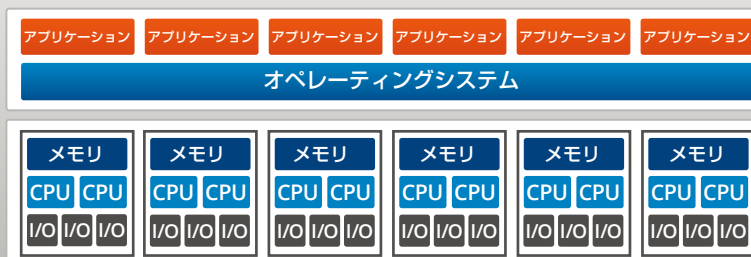 アプリケーション アプリケーション アプリケーション アプリケーション アプリケーション アプリケーション
オペレーティングシステム
メモリ メモリ メモリ メモリ メモリ メモリ
CPU CPU CPU CPU CPU CPU CPU CPU CPU CPU CPU CPU
I/O I/O I/O I/O I/O I/O I/O I/O I/O I/O I/O I/O I/O I/O I/O I/O I/O I/O